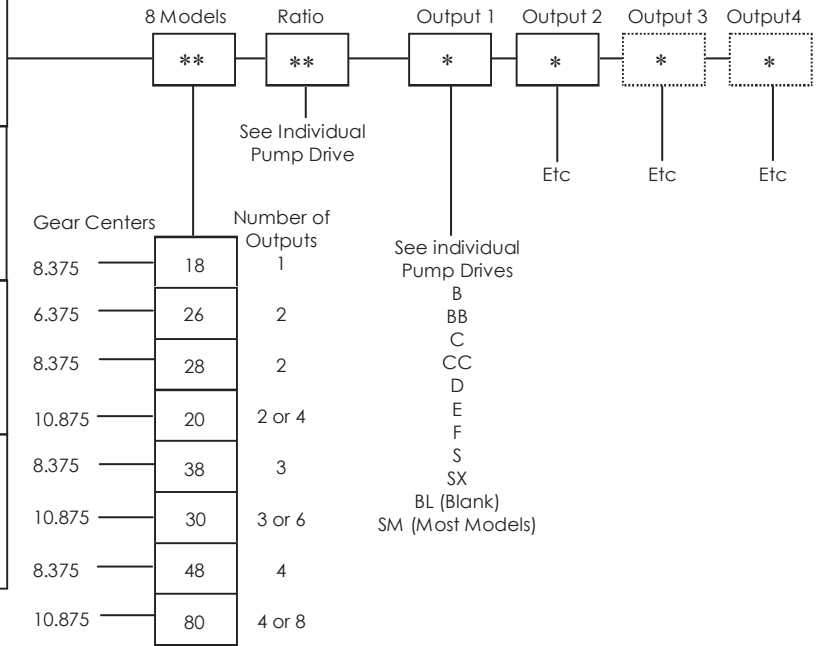 8 Models Ratio Output 1 Output 2 Output 3 Output4
** ** * * * *
See Individual
Pump Drive
Etc Etc Etc
Gear Centers Number of
Outputs
8.375 18 1
6.375 26 2
8.375 28 2
10.875 20 2 or 4
8.375 38 3
10.875 30 3 or 6
8.375 48 4
10.875 80 4 or 8
See individual
Pump Drives
B
BB
C
CC
D
E
F
S
SX
BL (Blank)
SM (Most Models)